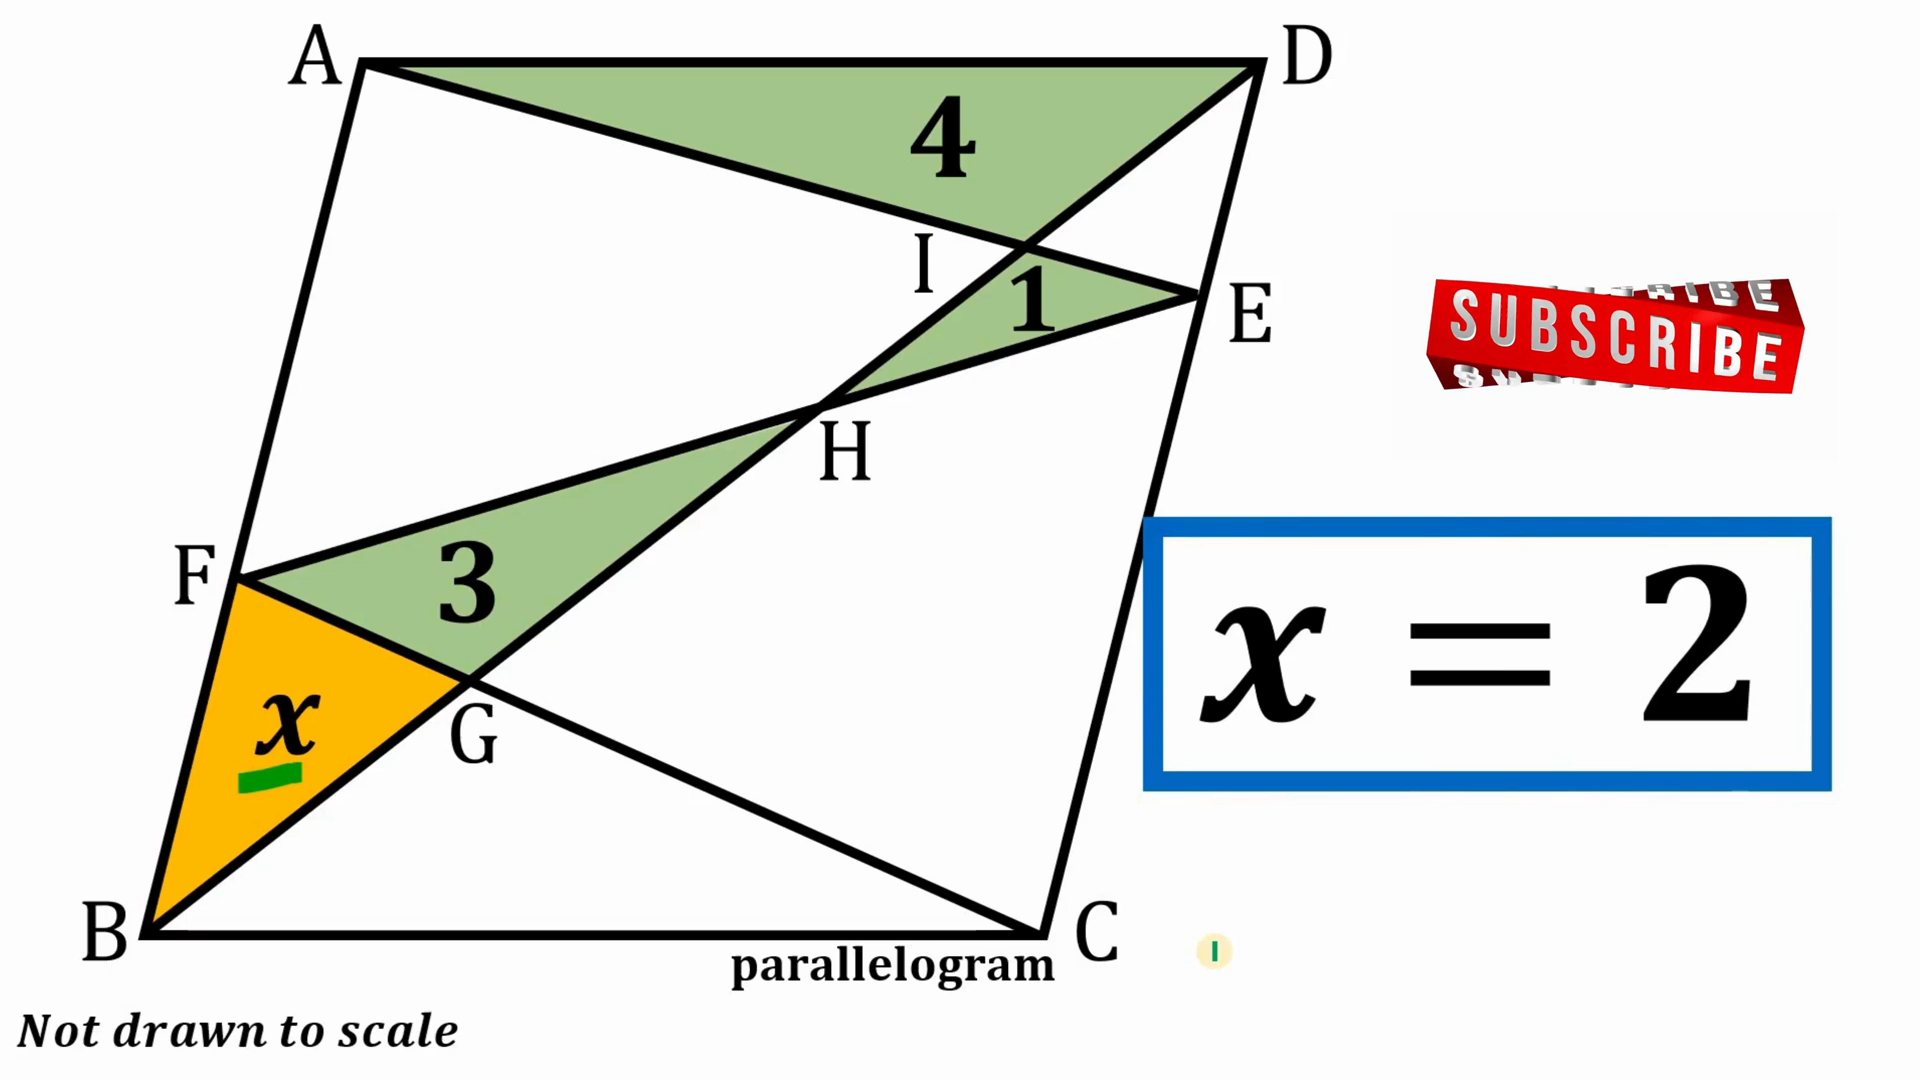 A
D
4
I
1
E
SUBSCRIBE
H
F
3
x = 2
x
G
B
C
parallelogram
Not drawn to scale